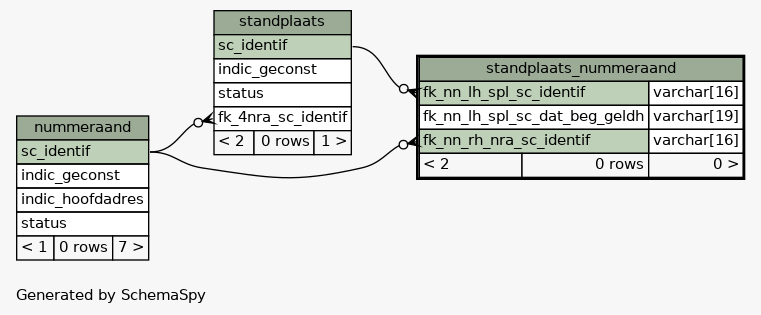 standplaats
sc_identif
indic_geconst
status
fk_4nra_sc_identif
< 2 0 rows 1 >
standplaats_nummeraand
fk_nn_lh_spl_sc_identif varchar[16]
fk_nn_lh_spl_sc_dat_beg_geldh varchar[19]
fk_nn_rh_nra_sc_identif varchar[16]
< 2 0 rows 0 >
nummeraand
sc_identif
indic_geconst
indic_hoofdadres
status
< 1 0 rows 7 >
Generated by SchemaSpy